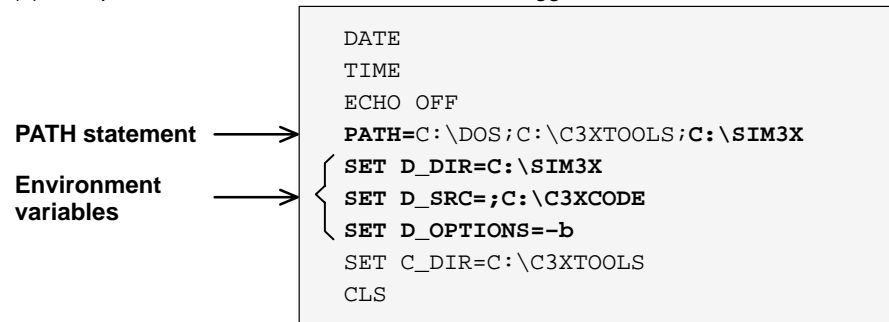 DATE
TIME
ECHO OFF
PATH statement
PATH=C:\DOS;C:\C3XTOOLS;C:\SIM3X
Environment
variables
SET D_DIR=C:\SIM3X
SET D_SRC=;C:\C3XCODE
SET D_OPTIONS=–b
SET C_DIR=C:\C3XTOOLS
CLS